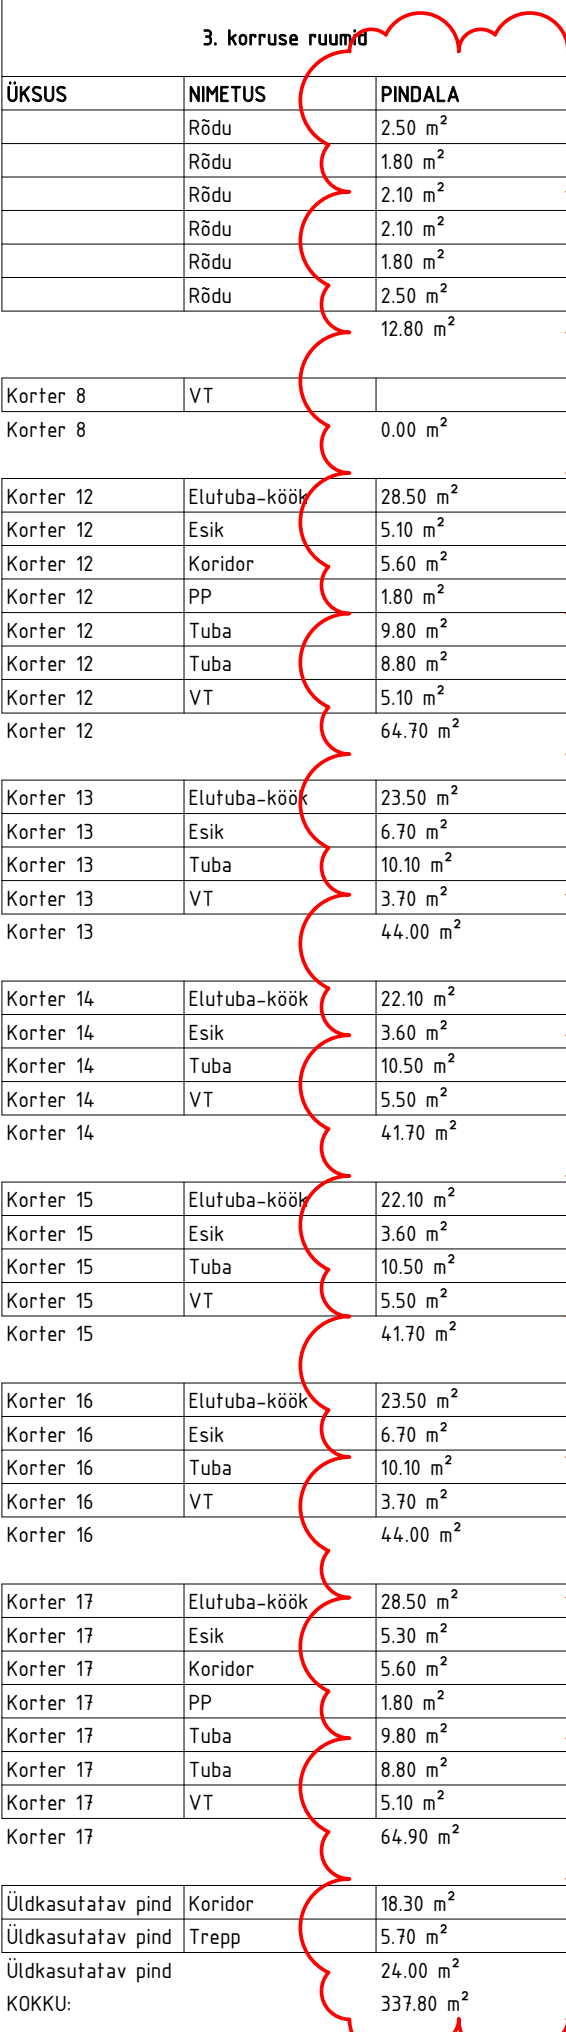 3. korruse ruumid
ÜKSUS NIMETUS PINDALA
Rõdu 2.50 m²
Rõdu 1.80 m²
Rõdu 2.10 m²
Rõdu 2.10 m²
Rõdu 1.80 m²
Rõdu 2.50 m²
12.80 m²
Korter 8 VT
Korter 8 0.00 m²
Korter 12 Elutuba-köök 28.50 m²
Korter 12 Esik 5.10 m²
Korter 12 Koridor 5.60 m²
Korter 12 PP 1.80 m²
Korter 12 Tuba 9.80 m²
Korter 12 Tuba 8.80 m²
Korter 12 VT 5.10 m²
Korter 12 64.70 m²
Korter 13 Elutuba-köök 23.50 m²
Korter 13 Esik 6.70 m²
Korter 13 Tuba 10.10 m²
Korter 13 VT 3.70 m²
Korter 13 44.00 m²
Korter 14 Elutuba-köök 22.10 m²
Korter 14 Esik 3.60 m²
Korter 14 Tuba 10.50 m²
Korter 14 VT 5.50 m²
Korter 14 41.70 m²
Korter 15 Elutuba-köök 22.10 m²
Korter 15 Esik 3.60 m²
Korter 15 Tuba 10.50 m²
Korter 15 VT 5.50 m²
Korter 15 41.70 m²
Korter 16 Elutuba-köök 23.50 m²
Korter 16 Esik 6.70 m²
Korter 16 Tuba 10.10 m²
Korter 16 VT 3.70 m²
Korter 16 44.00 m²
Korter 17 Elutuba-köök 28.50 m²
Korter 17 Esik 5.30 m²
Korter 17 Koridor 5.60 m²
Korter 17 PP 1.80 m²
Korter 17 Tuba 9.80 m²
Korter 17 Tuba 8.80 m²
Korter 17 VT 5.10 m²
Korter 17 64.90 m²
Üldkasutatav pind Koridor 18.30 m²
Üldkasutatav pind Trepp 5.70 m²
Üldkasutatav pind 24.00 m²
KOKKU: 337.80 m²